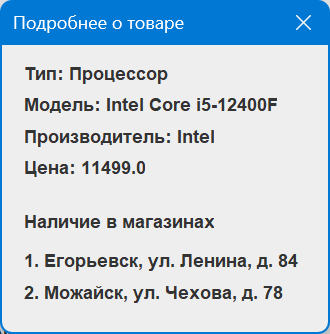 Подробнее о товаре
Тип: Процессор
Модель: Intel Core i5-12400F
Производитель: Intel
Цена: 11499.0
Наличие в магазинах
1. Егорьевск, ул. Ленина, д. 84
2. Можайск, ул. Чехова, д. 78